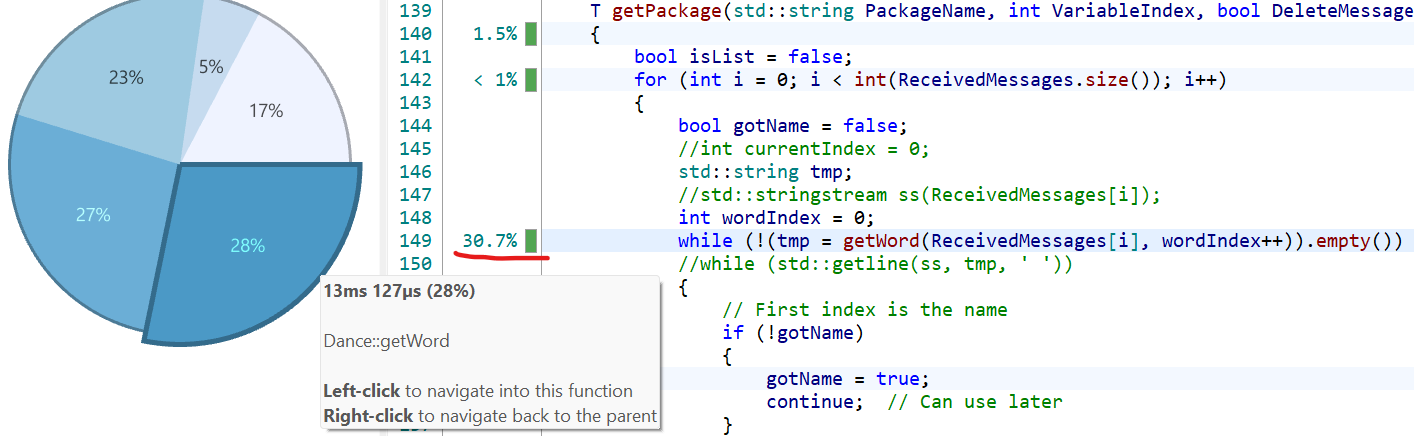 23%
5%
17%
27%
28%
13ms 127µs (28%)
Dance::getWord
Left-click to navigate into this function
Right-click to navigate back to the parent
139 T getPackage(std::string PackageName, int VariableIndex, bool DeleteMessage
140 1.5% {
141 bool isList = false;
142 < 1% for (int i = 0; i < int(ReceivedMessages.size()); i++)
143 {
144 bool gotName = false;
145 //int currentIndex = 0;
146 std::string tmp;
147 //std::stringstream ss(ReceivedMessages[i]);
148 int wordIndex = 0;
149 30.7% while (!(tmp = getWord(ReceivedMessages[i], wordIndex++)).empty())
150 //while (std::getline(ss, tmp, ' '))
{
// First index is the name
if (!gotName)
{
gotName = true;
continue; // Can use later
}